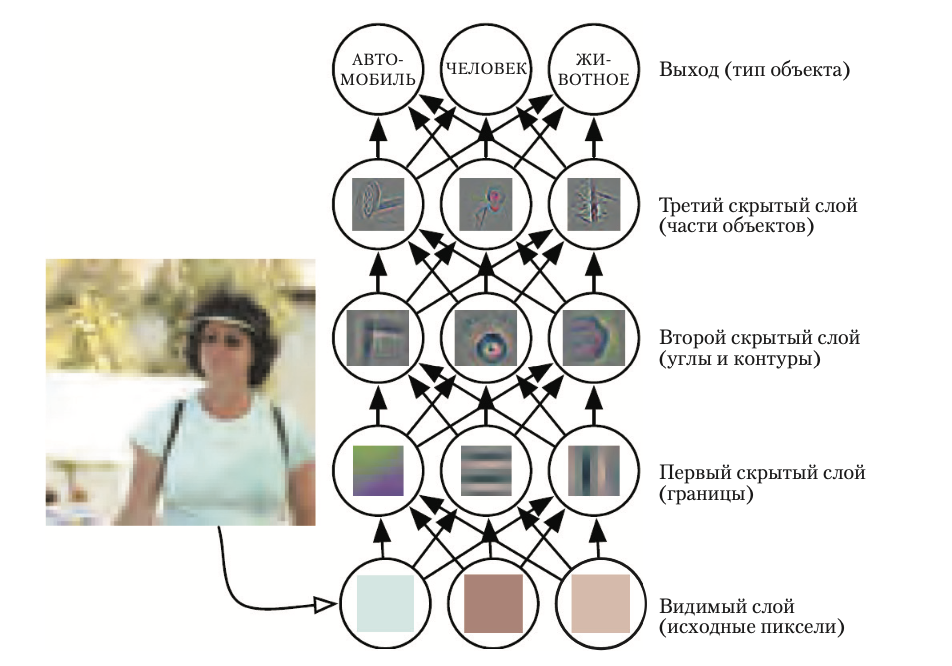 АВТО-
МОБИЛЬ
ЧЕЛОВЕК
ЖИ-
ВОТНОЕ
Выход (тип объекта)
Третий скрытый слой
(части объектов)
Второй скрытый слой
(углы и контуры)
Первый скрытый слой
(границы)
Видимый слой
(исходные пиксели)